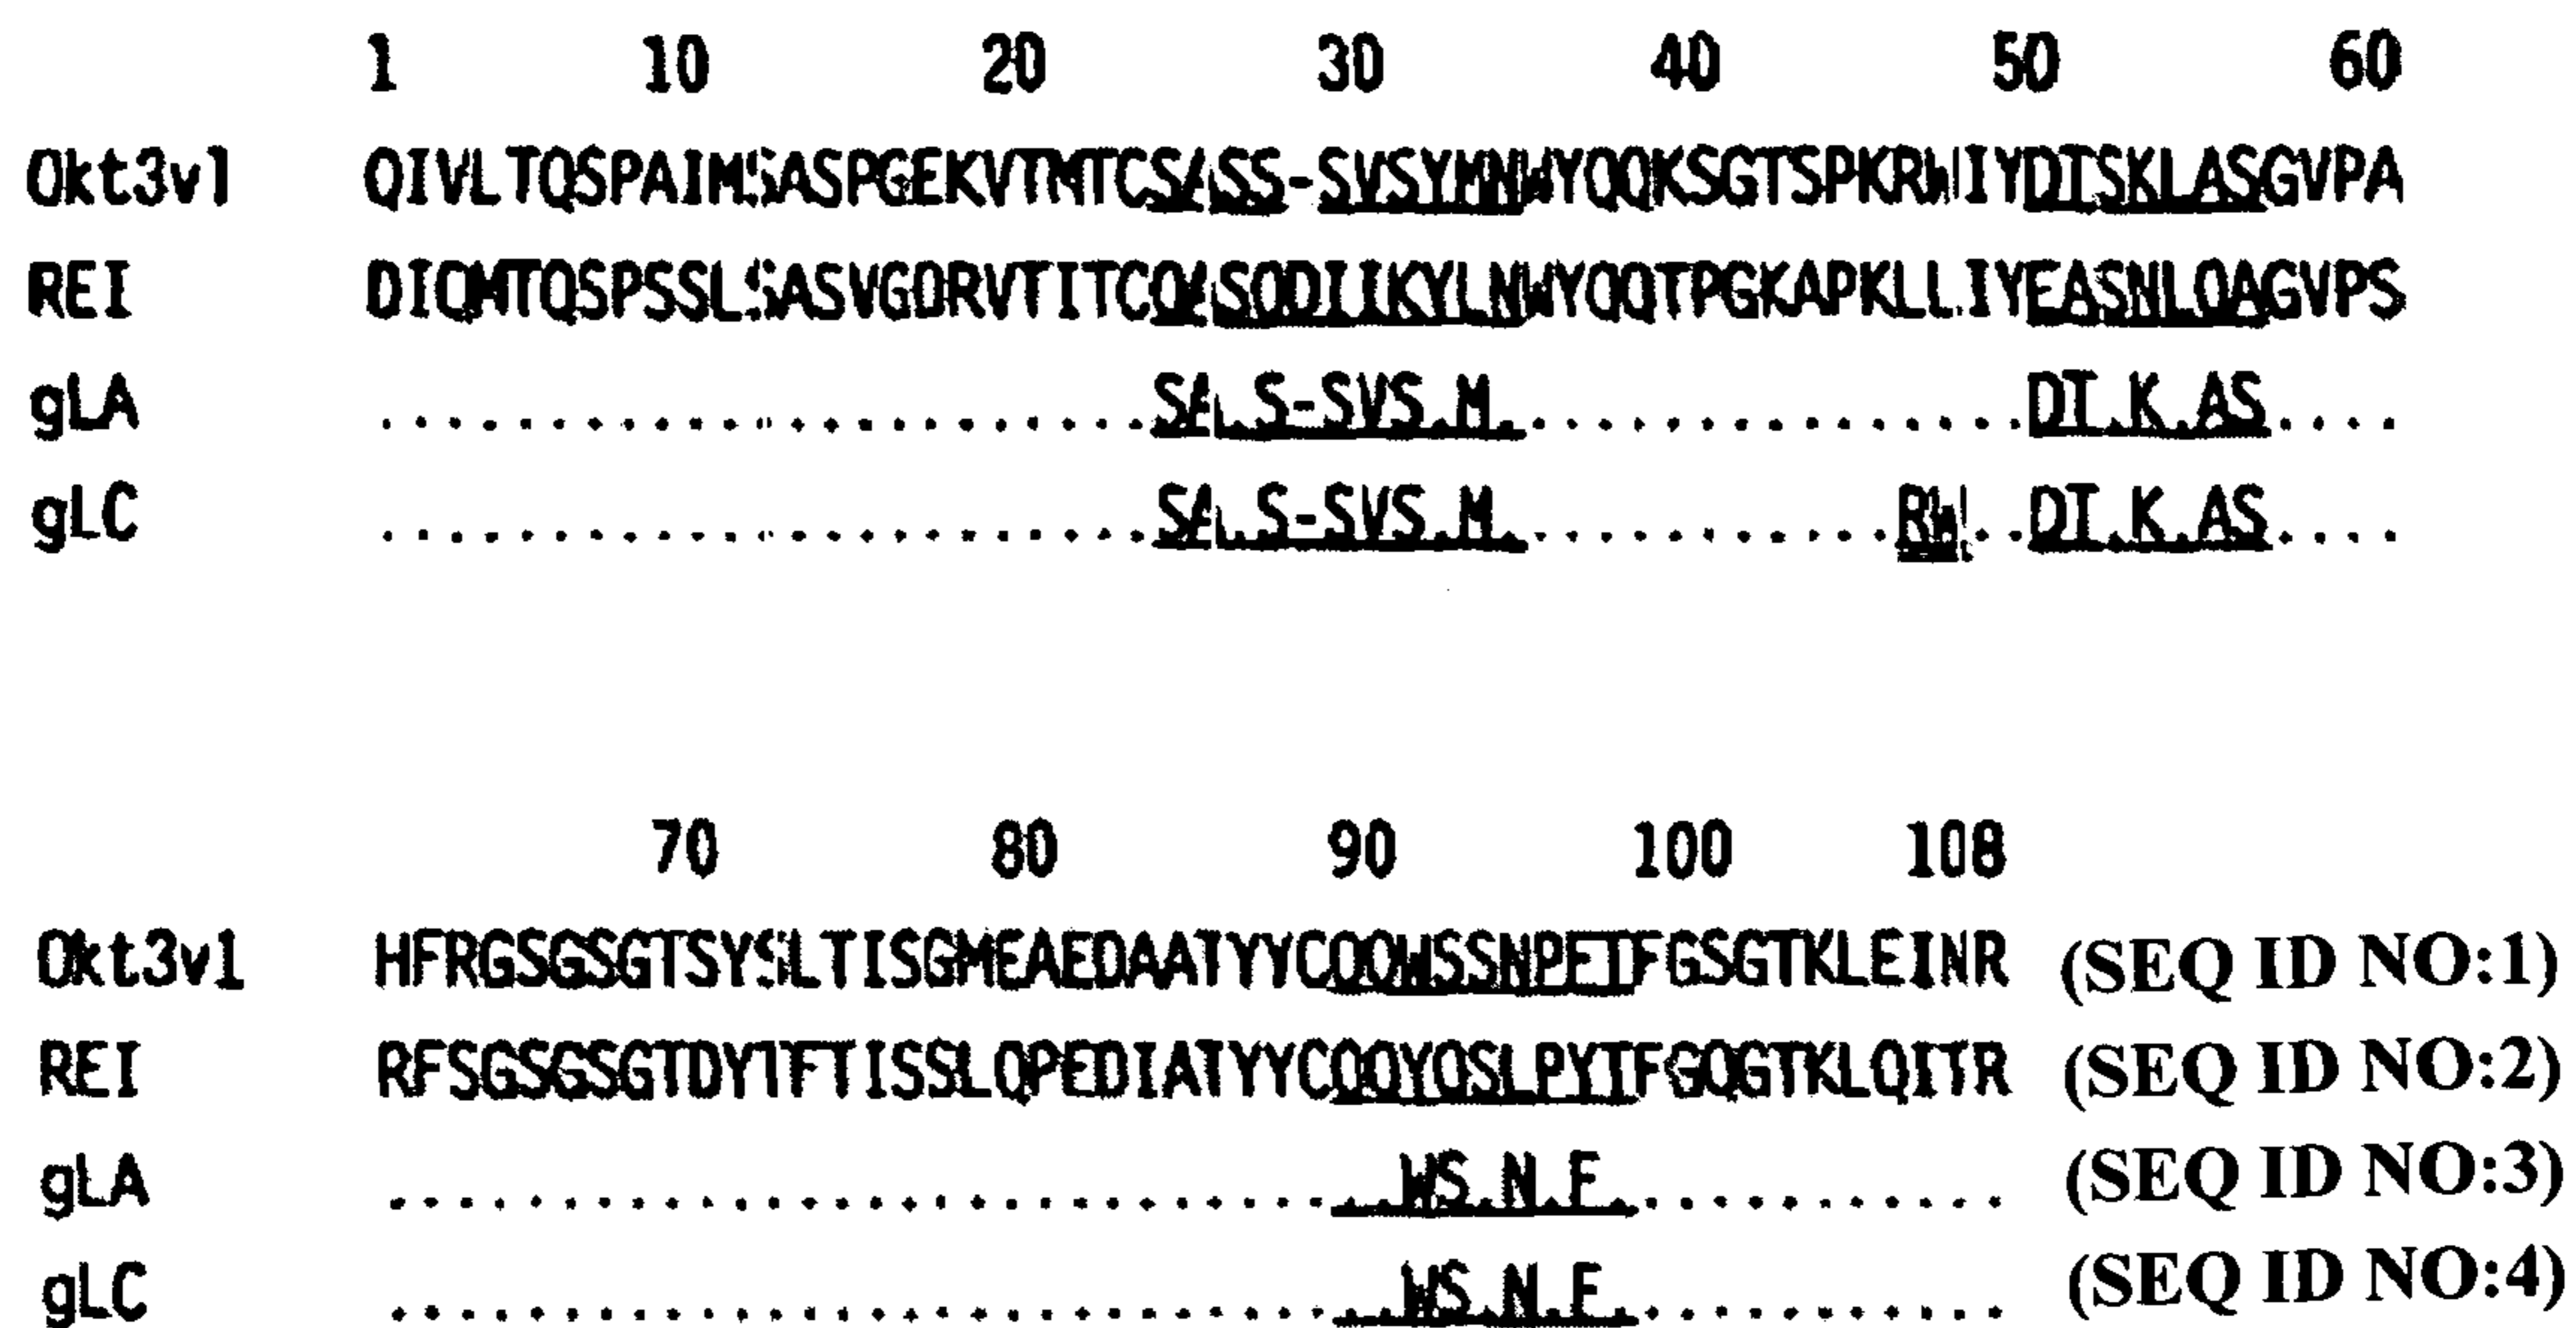 1 10 20 30 40 50 60
Okt3vl QIVLTQSPAIMSASPGEKVTMTCSASS-SVSYMNWYQQKSGTSPKRWIYDTSKLASGVPA
REI DIQMTQSPSSLSASVGDRVTITCQASQDIIKYLNWYQQTPGKAPKLLIYEASNLQAGVPS
gLA .......................SA.S-SVS.M................DT.K.AS....
gLC .......................SA.S-SVS.M............RW..DT.K.AS....
70 80 90 100 108
Okt3vl HFRGSGSGTSYSLTISGMEAEDAATYYCQQWSSNPFTFGSGTKLEINR (SEQ ID NO:1)
REI RFSGSGSGTDYTFTISSLQPEDIATYYCQQYQSLPYTFGQGTKLQITR (SEQ ID NO:2)
gLA ..............................WS.N.F............ (SEQ ID NO:3)
gLC ..............................WS.N.F............ (SEQ ID NO:4)